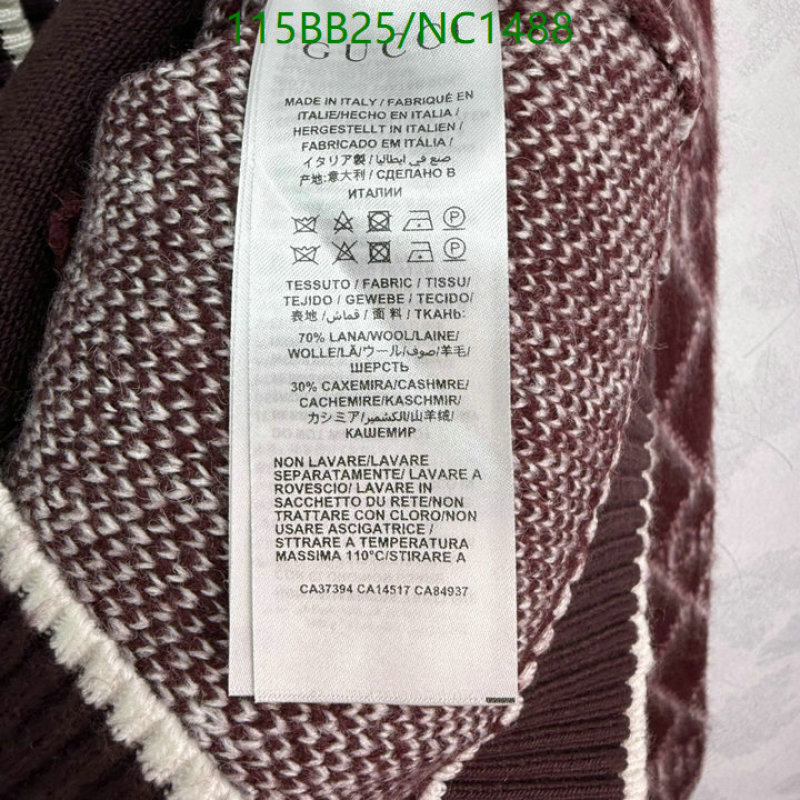 115BB25/NC1488
GUCCI
MADE IN ITALY / FABRIQUÉ EN
ITALIE/HECHO EN ITALIA /
HERGESTELLT IN ITALIEN /
FABRICADO EM ITÁLIA /
イタリア製 / صنع في ايطاليا /
产地:意大利 / СДЕЛАНО В
ИТАЛИИ
TESSUTO / FABRIC / TISSU/
TEJIDO / GEWEBE / TECIDO/
表地 / قماش / 面料 / ТКАНЬ:
70% LANA/WOOL/LAINE/
WOLLE/LÃ/ウール/صوف/羊毛/
ШЕРСТЬ
30% CAXEMIRA/CASHMRE/
CACHEMIRE/KASCHMIR/
カシミア/الكشمير/山羊绒/
КАШЕМИР
NON LAVARE/LAVARE
SEPARATAMENTE/ LAVARE A
ROVESCIO/ LAVARE IN
SACCHETTO DU RETE/NON
TRATTARE CON CLORO/NON
USARE ASCIGATRICE /
STTRARE A TEMPERATURA
MASSIMA 110°C/STIRARE A
CA37394 CA14517 CA84937